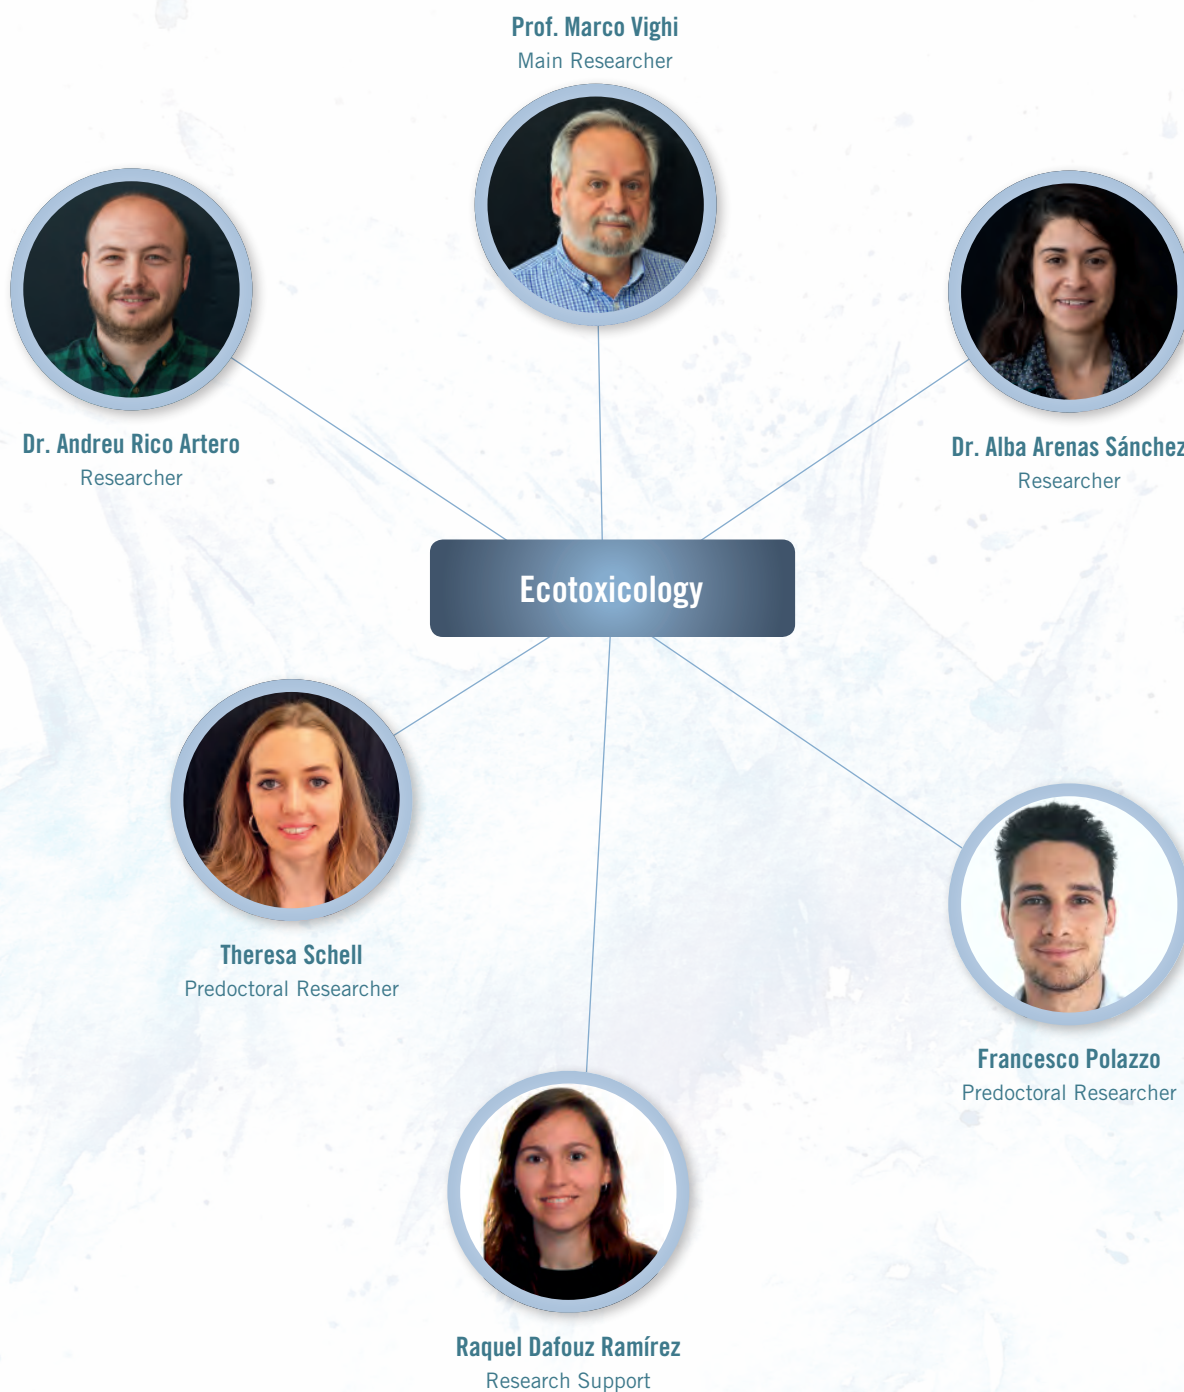 Prof. Marco Vighi
Main Researcher
Dr. Andreu Rico Artero
Researcher
Dr. Alba Arenas Sánchez
Researcher
Ecotoxicology
Theresa Schell
Predoctoral Researcher
Francesco Polazzo
Predoctoral Researcher
Raquel Dafouz Ramírez
Research Support